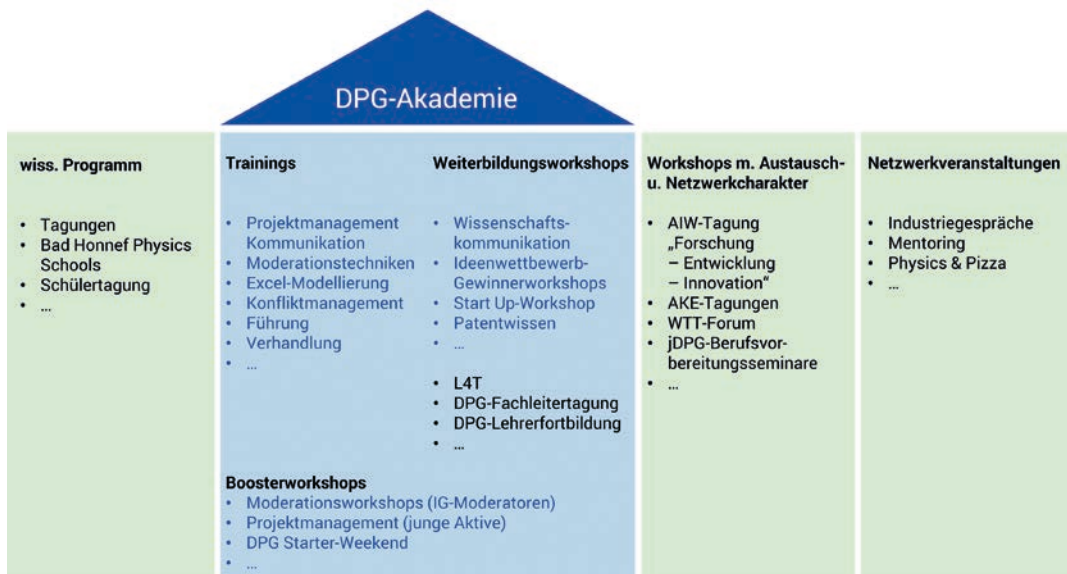 DPG-Akademie
wiss. Programm
• Tagungen
• Bad Honnef Physics
Schools
• Schülertagung
• ...
Trainings
• Projektmanagement
Kommunikation
• Moderationstechniken
• Excel-Modellierung
• Konfliktmanagement
• Führung
• Verhandlung
• ...
Weiterbildungsworkshops
• Wissenschafts-
kommunikation
• Ideenwettbewerb-
Gewinnerworkshops
• Start Up-Workshop
• Patentwissen
• ...
• L4T
• DPG-Fachleitertagung
• DPG-Lehrerfortbildung
• ...
Boosterworkshops
• Moderationsworkshops (IG-Moderatoren)
• Projektmanagement (junge Aktive)
• DPG Starter-Weekend
• ...
Workshops m. Austausch-
u. Netzwerkcharakter
• AIW-Tagung
„Forschung
– Entwicklung
– Innovation“
• AKE-Tagungen
• WTT-Forum
• jDPG-Berufsvor-
bereitungsseminare
• ...
Netzwerkveranstaltungen
• Industriegespräche
• Mentoring
• Physics & Pizza
• ...